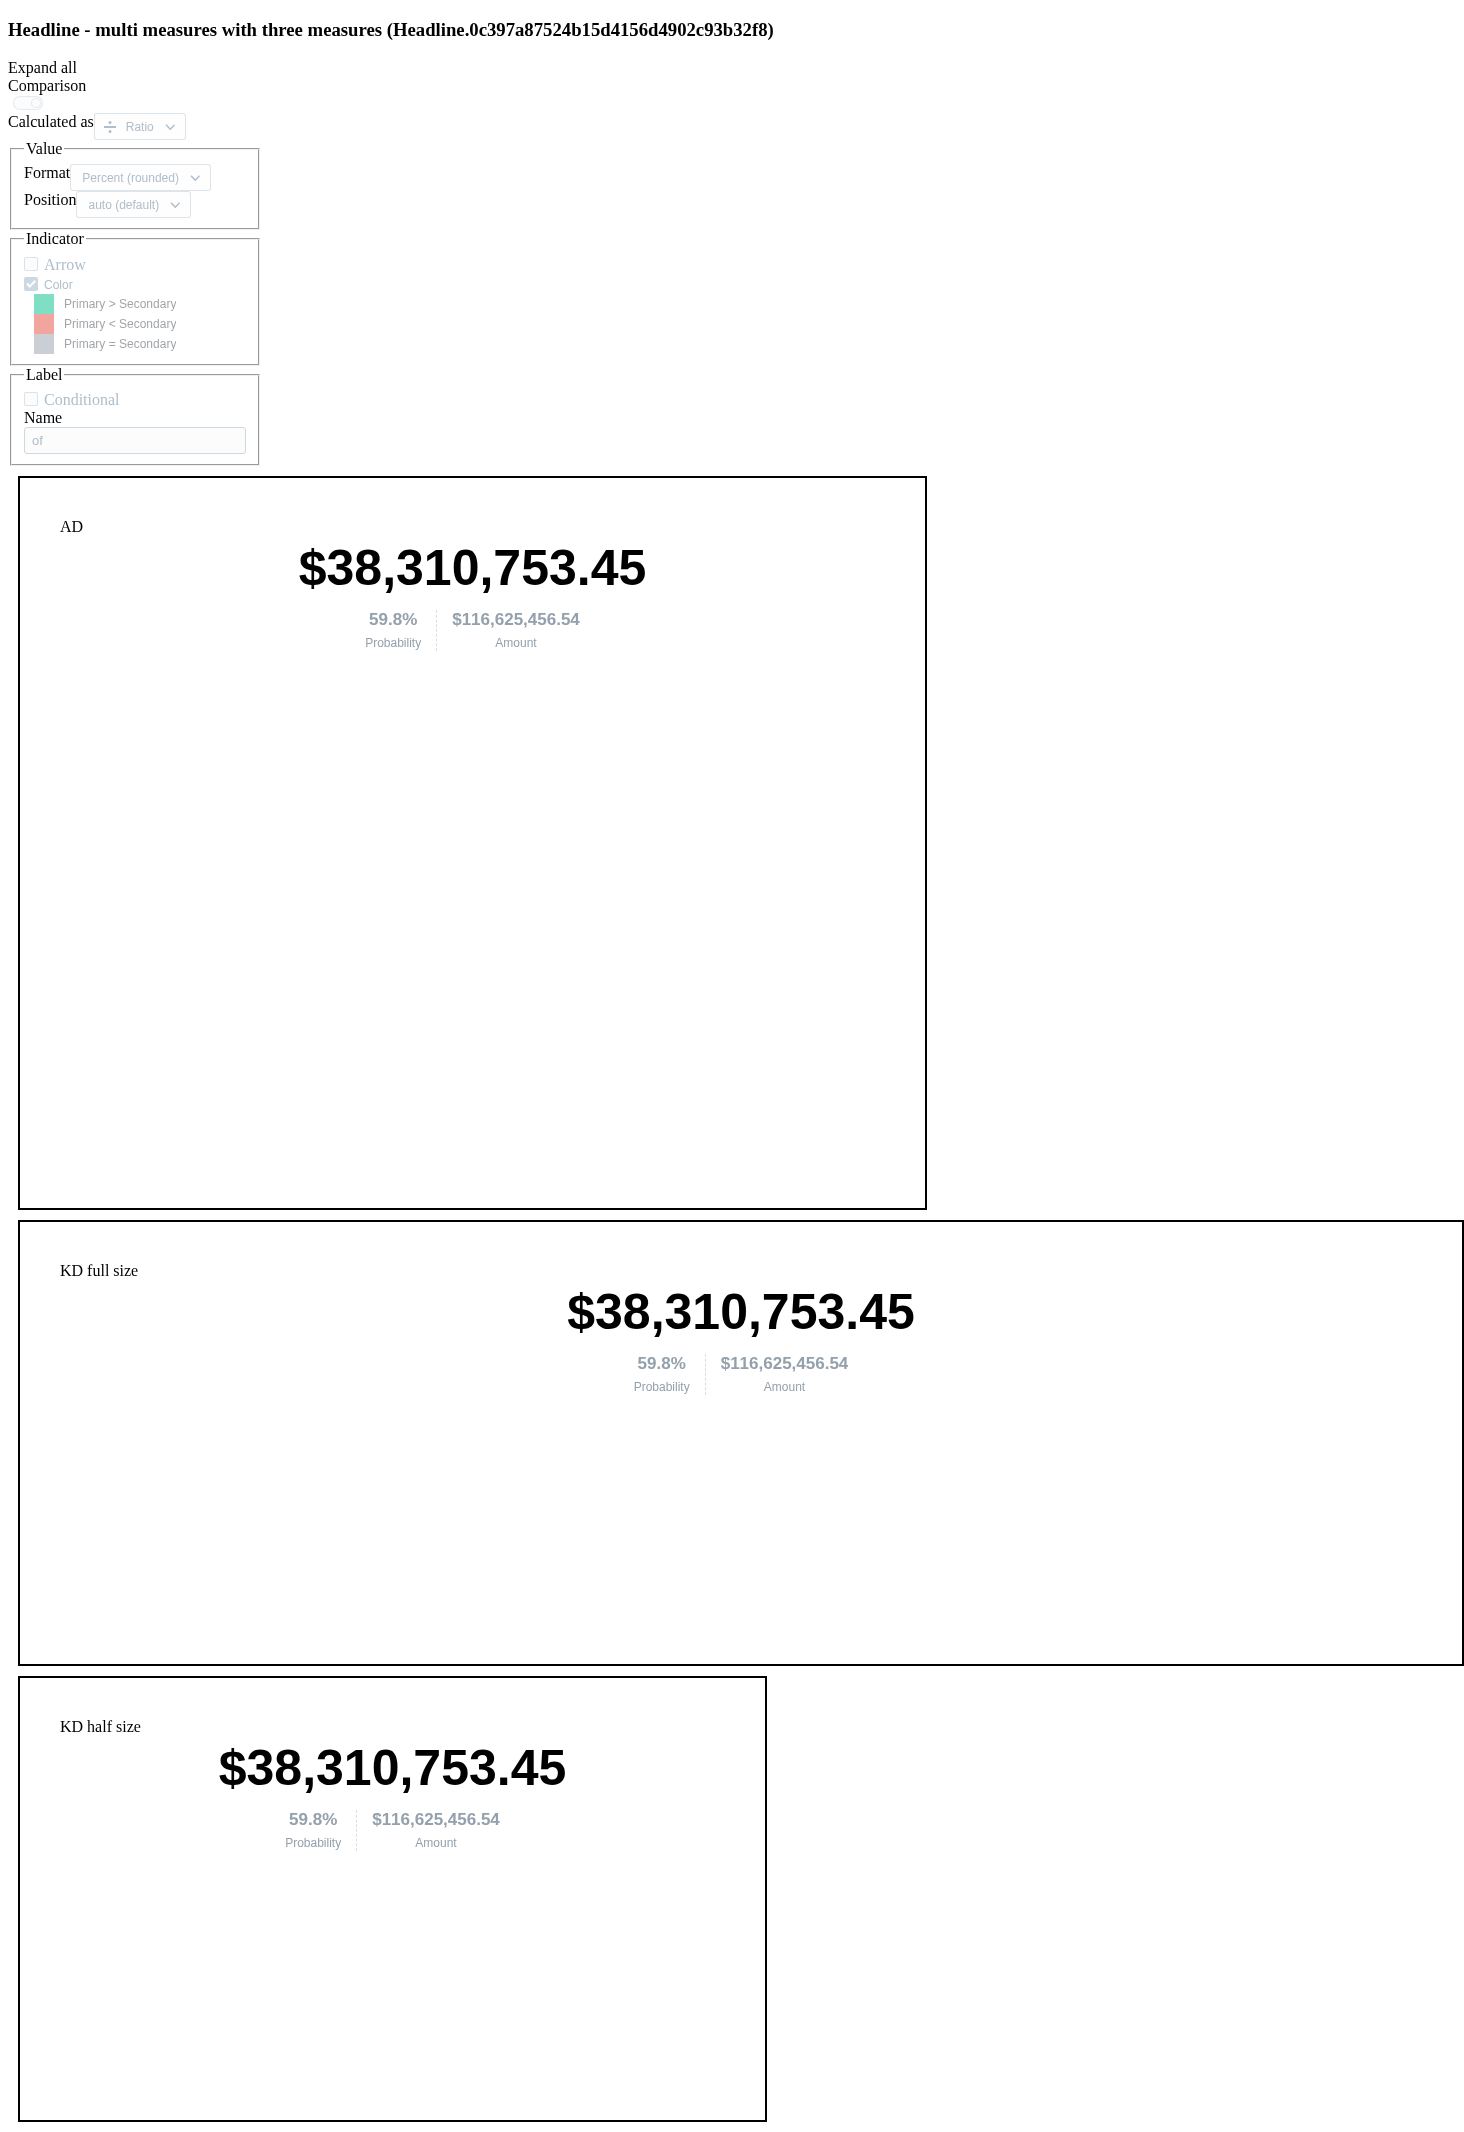 Headline - multi measures with three measures (Headline.0c397a87524b15d4156d4902c93b32f8)
Expand all
Comparison
Calculated as Ratio
Value
Format Percent (rounded)
Position auto (default)
Indicator
Arrow
Color
Primary > Secondary
Primary < Secondary
Primary = Secondary
Label
Conditional
Name
of
AD
$38,310,753.45
59.8% $116,625,456.54
Probability Amount
KD full size
$38,310,753.45
59.8% $116,625,456.54
Probability Amount
KD half size
$38,310,753.45
59.8% $116,625,456.54
Probability Amount